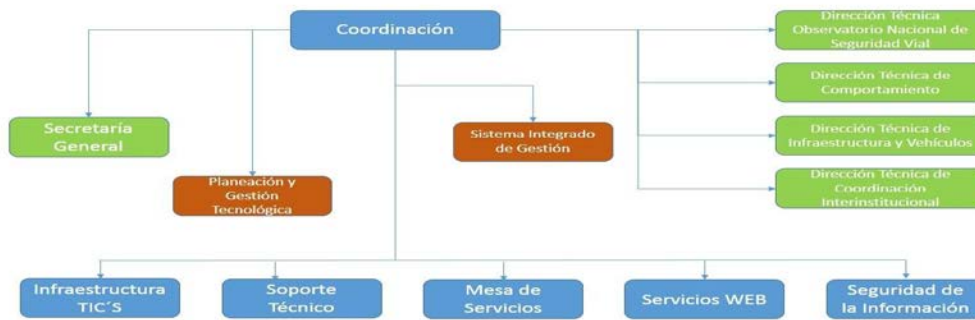 Coordinación
Dirección Técnica
Observatorio Nacional de
Seguridad Vial
Dirección Técnica de
Comportamiento
Secretaría
General
Sistema Integrado
de Gestión
Dirección Técnica de
Infraestructura y Vehículos
Planeación y
Gestión
Tecnológica
Dirección Técnica de
Coordinación
Interinstitucional
Infraestructura
TIC´S
Soporte
Técnico
Mesa de
Servicios
Servicios WEB
Seguridad de
la Información